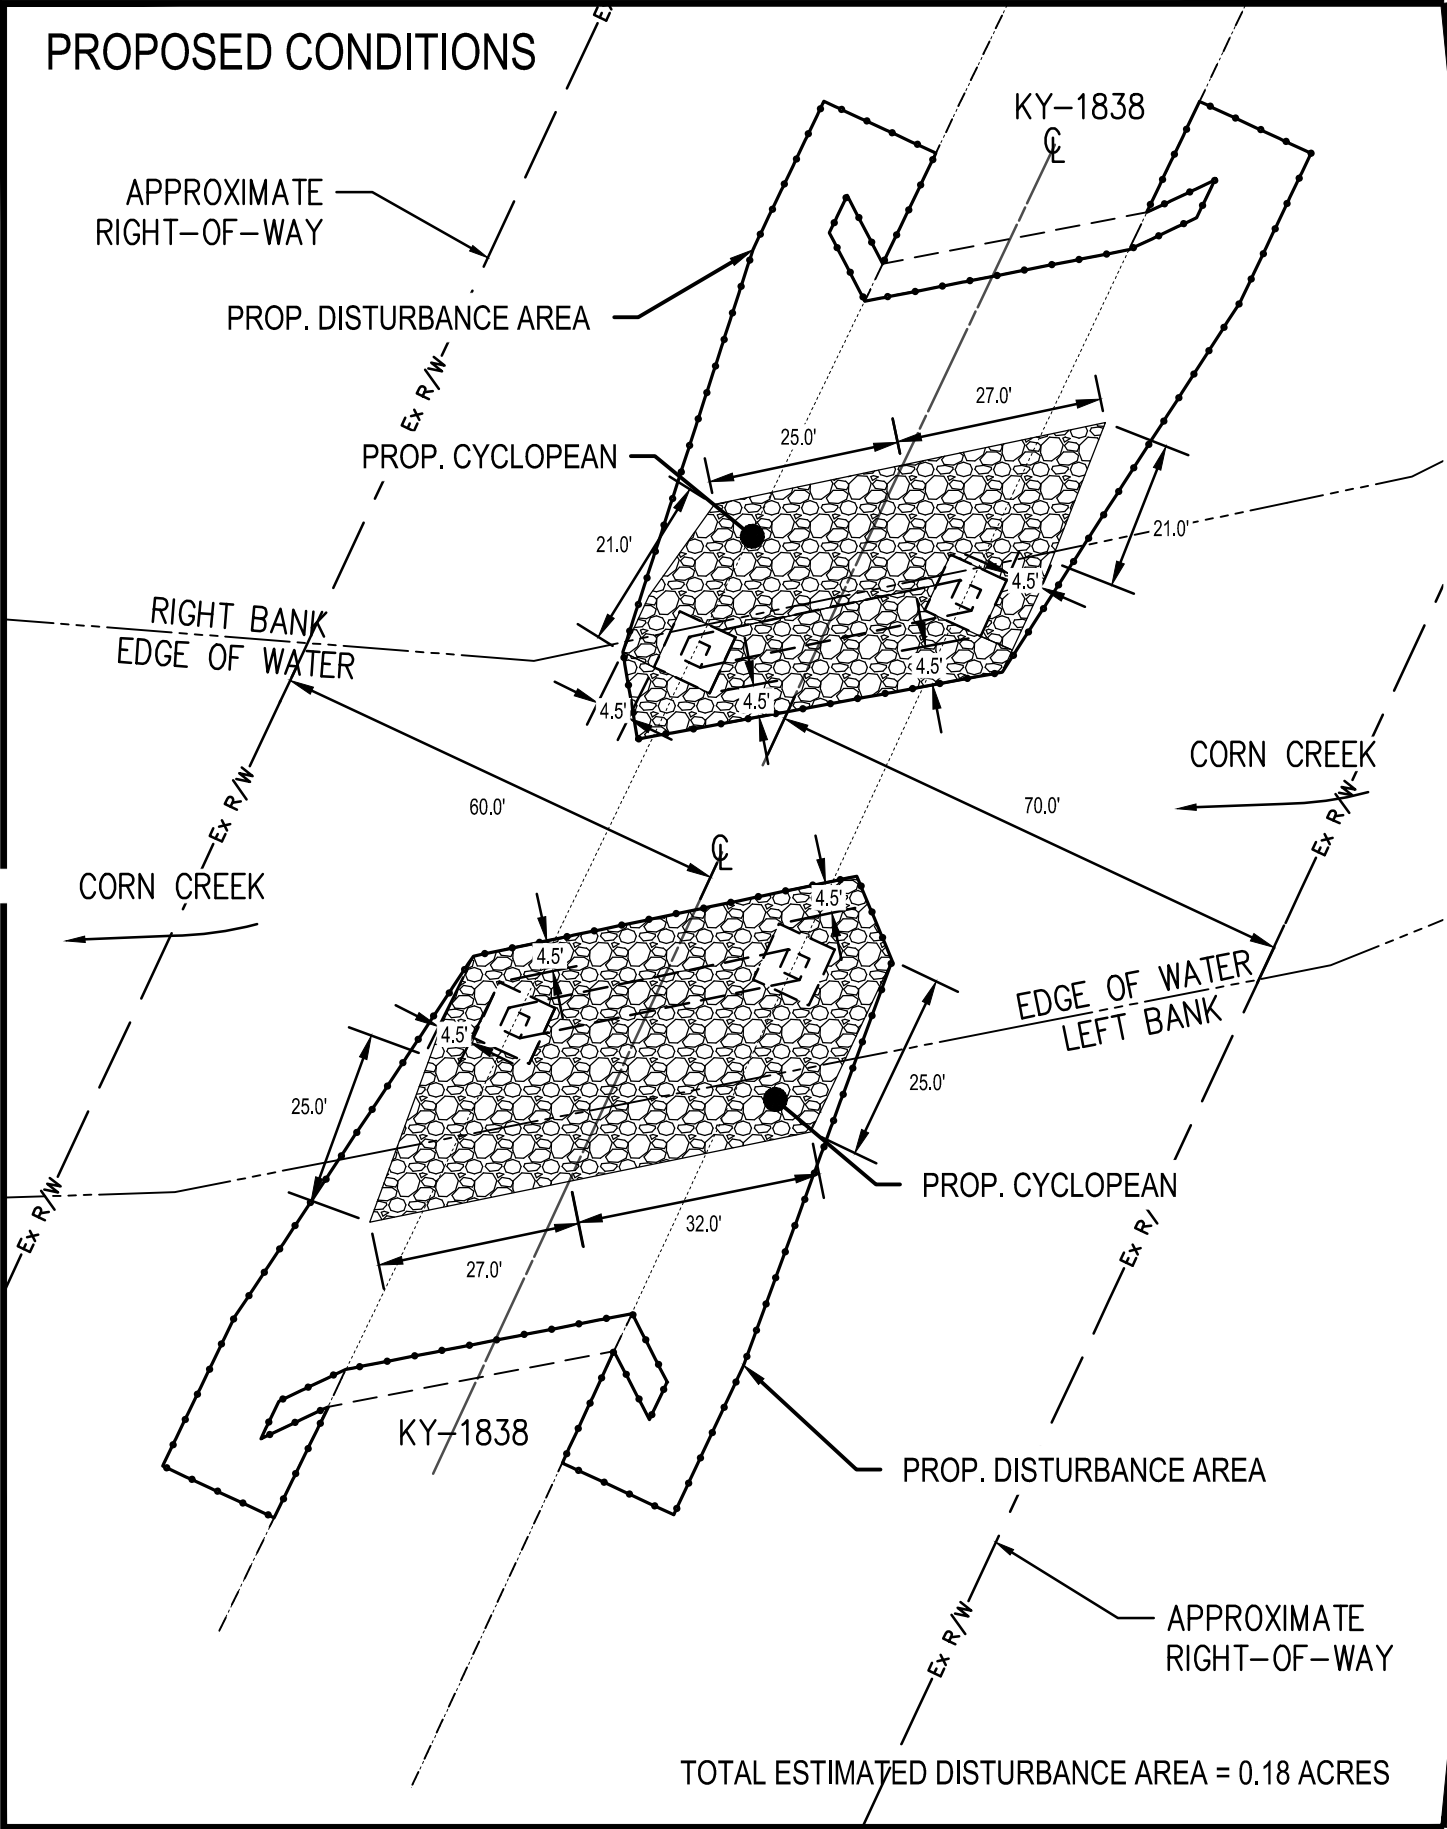 Ex
PROPOSED CONDITIONS
KY-1838
℄
APPROXIMATE
RIGHT-OF-WAY
PROP. DISTURBANCE AREA
Ex R/W
27.0'
25.0'
PROP. CYCLOPEAN
21.0'
21.0'
4.5'
RIGHT BANK
EDGE OF WATER
4.5'
4.5'
4.5'
CORN CREEK
60.0'
70.0'
Ex R/W
Ex R/W
℄
CORN CREEK
4.5'
4.5'
EDGE OF WATER
LEFT BANK
4.5'
25.0'
25.0'
PROP. CYCLOPEAN
Ex R/W
32.0'
Ex R/
27.0'
KY-1838
PROP. DISTURBANCE AREA
APPROXIMATE
RIGHT-OF-WAY
Ex R/W
TOTAL ESTIMATED DISTURBANCE AREA = 0.18 ACRES